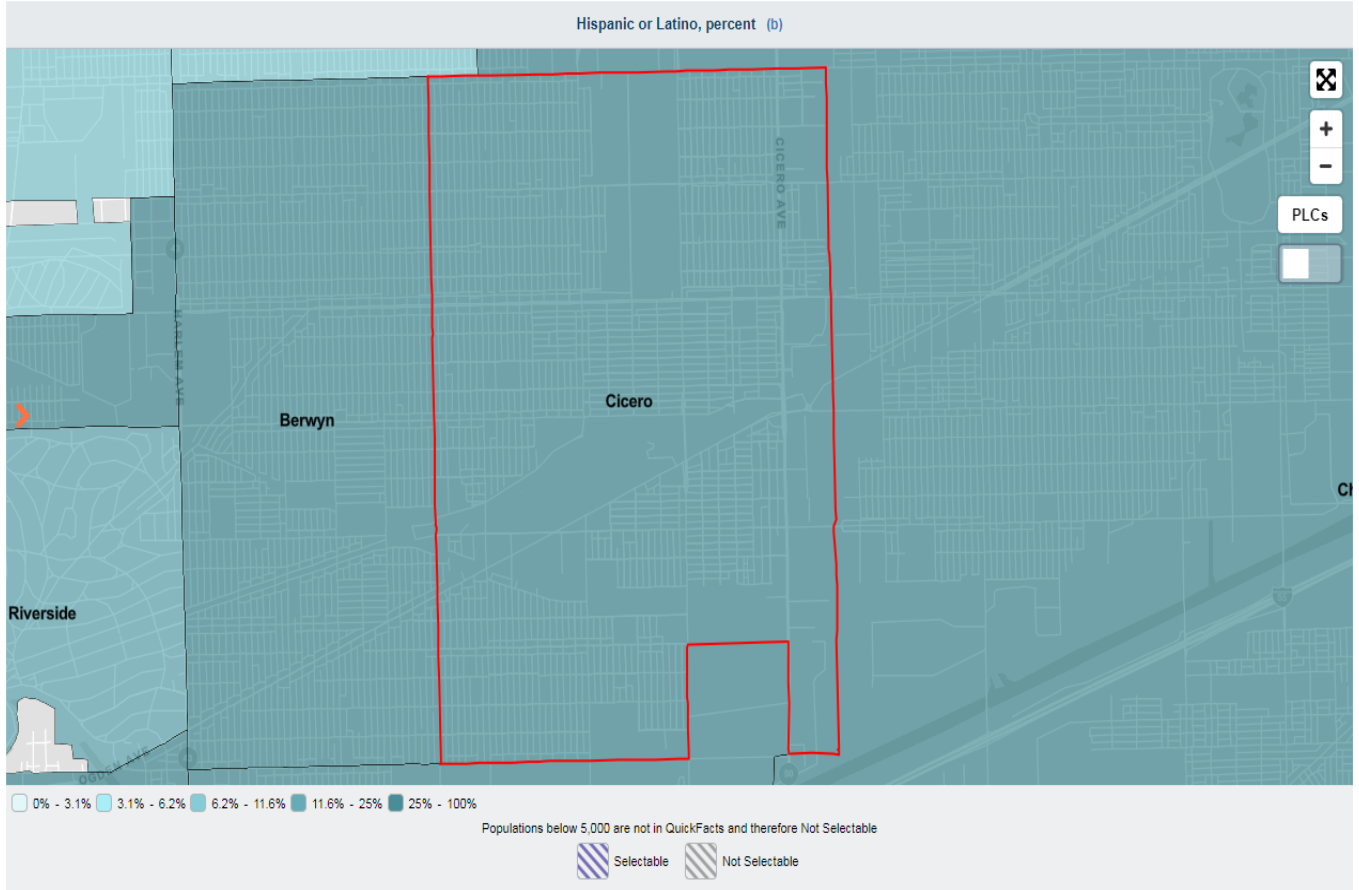 Hispanic or Latino, percent (b)
CICERO AVE
+
−
PLCs
HARLEM AVE
Cicero
Berwyn
Ch
Riverside
OGDEN AVE
0% - 3.1% 3.1% - 6.2% 6.2% - 11.6% 11.6% - 25% 25% - 100%
Populations below 5,000 are not in QuickFacts and therefore Not Selectable
Selectable Not Selectable